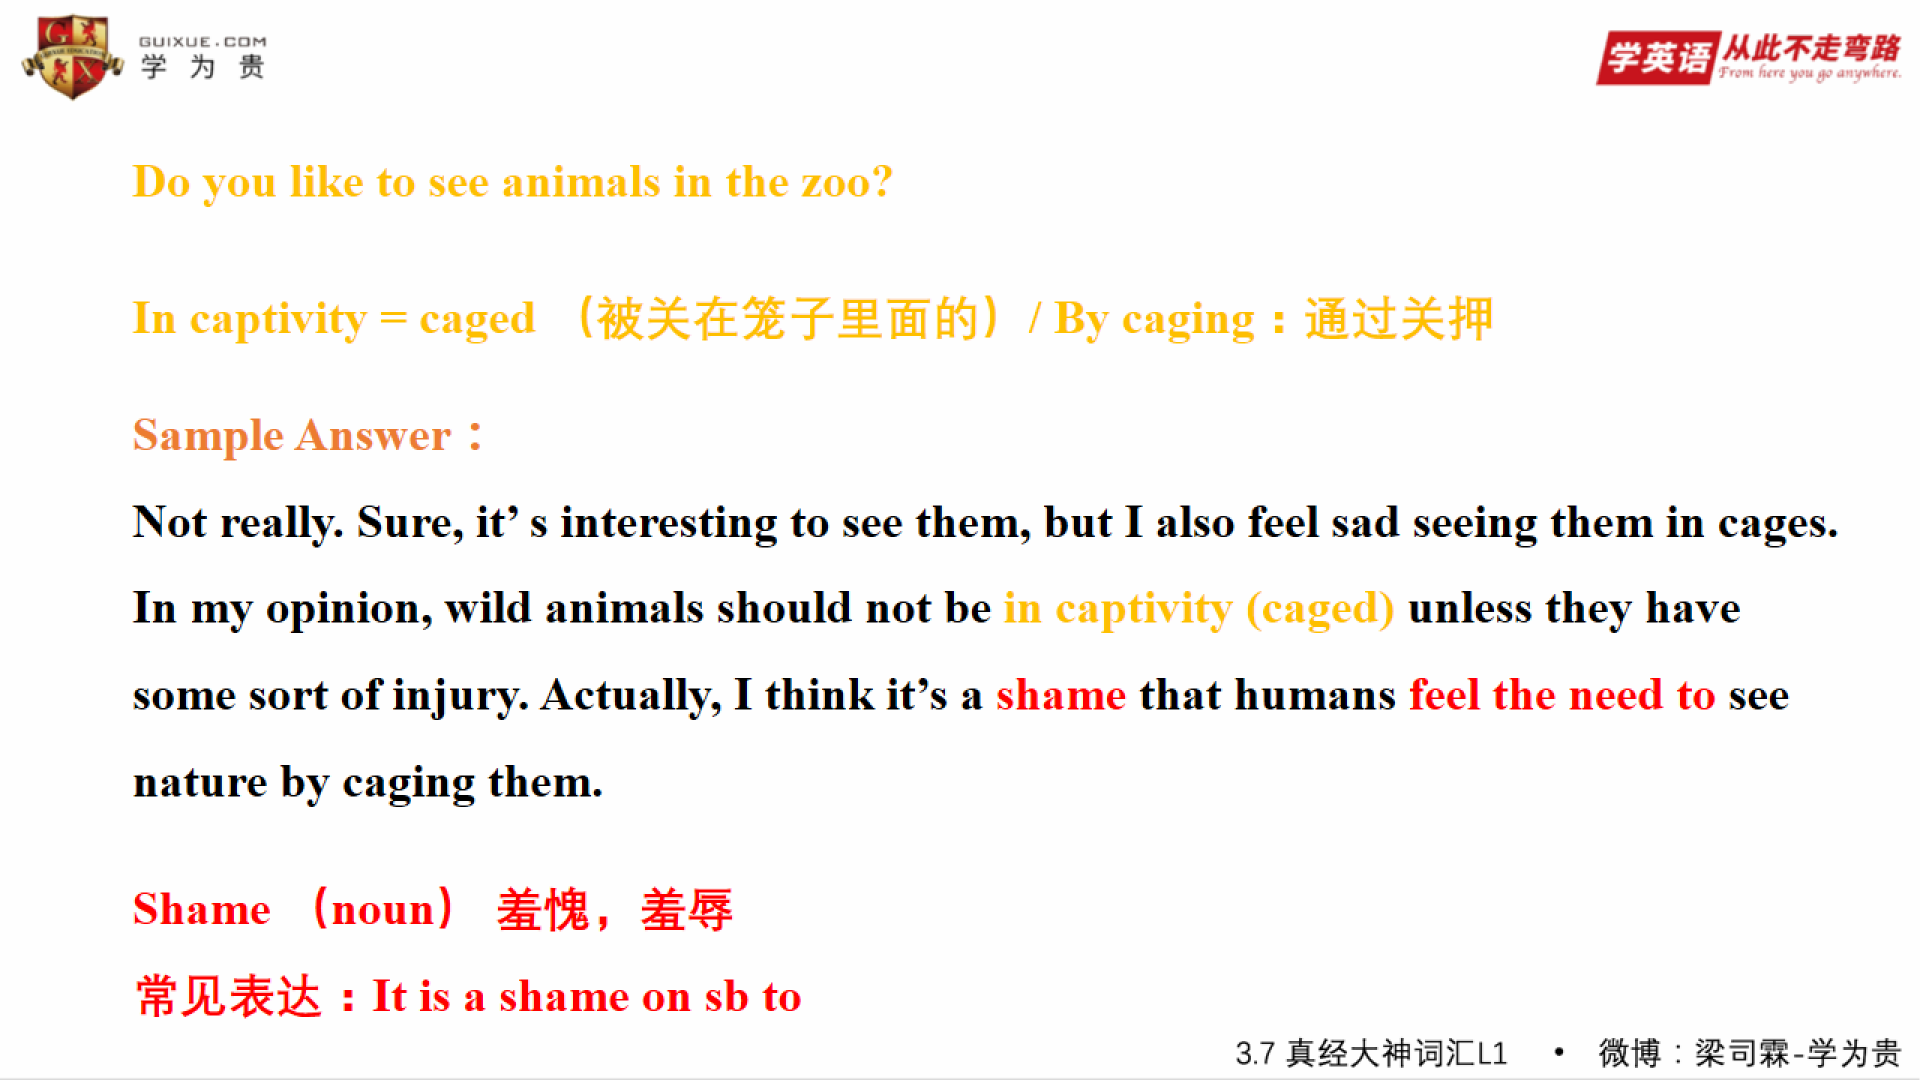 GUIXUE.COM
学为贵
学英语 从此不走弯路
From here you go anywhere.
Do you like to see animals in the zoo?
In captivity = caged （被关在笼子里面的）/ By caging：通过关押
Sample Answer：
Not really. Sure, it’ s interesting to see them, but I also feel sad seeing them in cages.
In my opinion, wild animals should not be in captivity (caged) unless they have
some sort of injury. Actually, I think it’s a shame that humans feel the need to see
nature by caging them.
Shame （noun） 羞愧，羞辱
常见表达：It is a shame on sb to
3.7 真经大神词汇L1 • 微博：梁司霖-学为贵